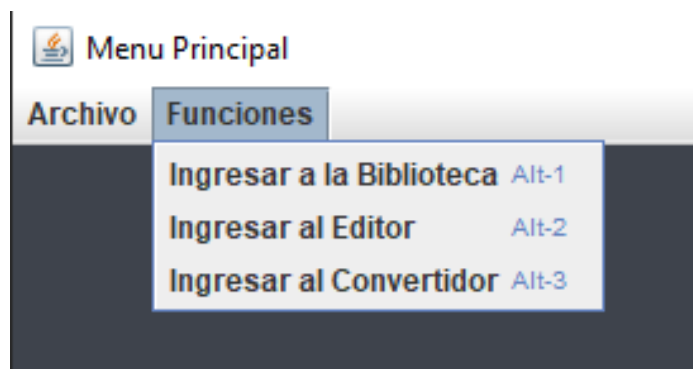 Menu Principal
Archivo Funciones
Ingresar a la Biblioteca Alt-1
Ingresar al Editor Alt-2
Ingresar al Convertidor Alt-3